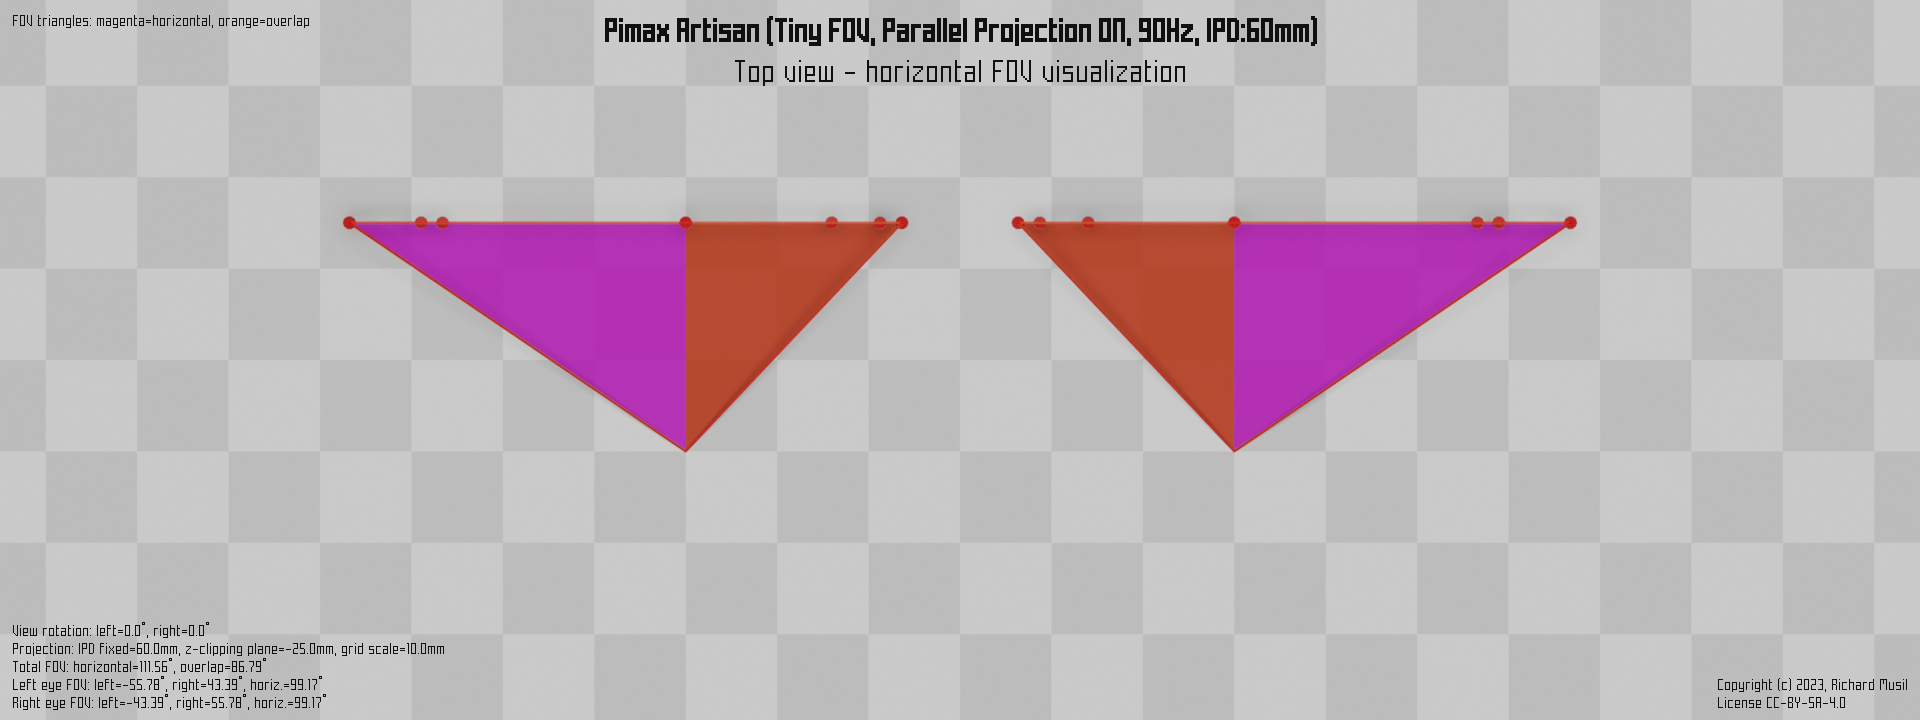 FOV triangles: magenta=horizontal, orange=overlap
Pimax Artisan (Tiny FOV, Parallel Projection ON, 90Hz, IPD:60mm)
Top view - horizontal FOV visualization
View rotation: left=0.0°, right=0.0°
Projection: IPD fixed=60.0mm, z-clipping plane=-25.0mm, grid scale=10.0mm
Total FOV: horizontal=111.56°, overlap=86.79°
Left eye FOV: left=-55.78°, right=43.39°, horiz.=99.17°
Right eye FOV: left=-43.39°, right=55.78°, horiz.=99.17°
Copyright (c) 2023, Richard Musil
License CC-BY-SA-4.0